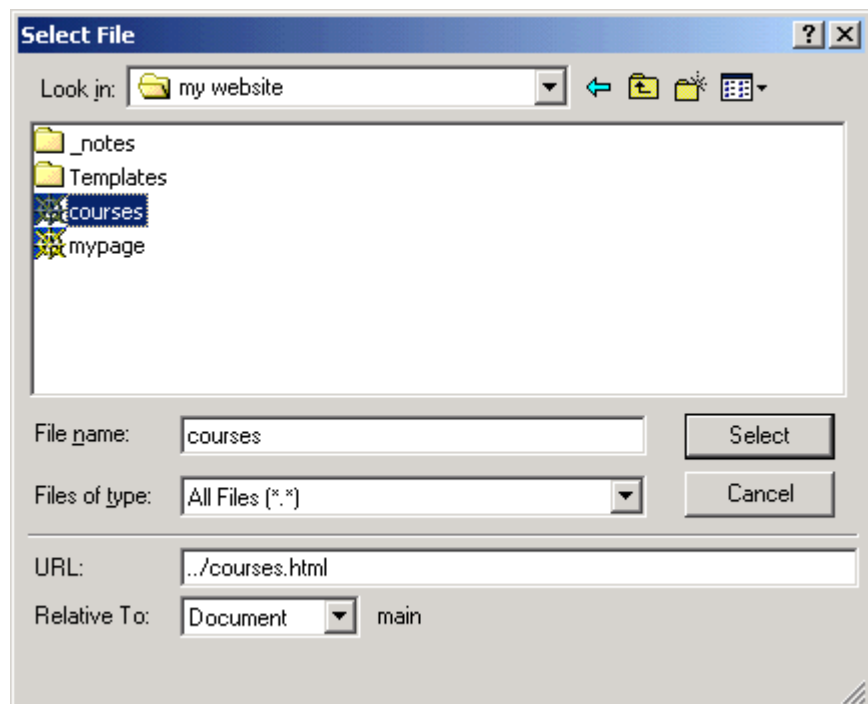 Select File
Look in: my website
_notes
Templates
courses
mypage
File name: courses Select
Files of type: All Files (*.*) Cancel
URL: ../courses.html
Relative To: Document main